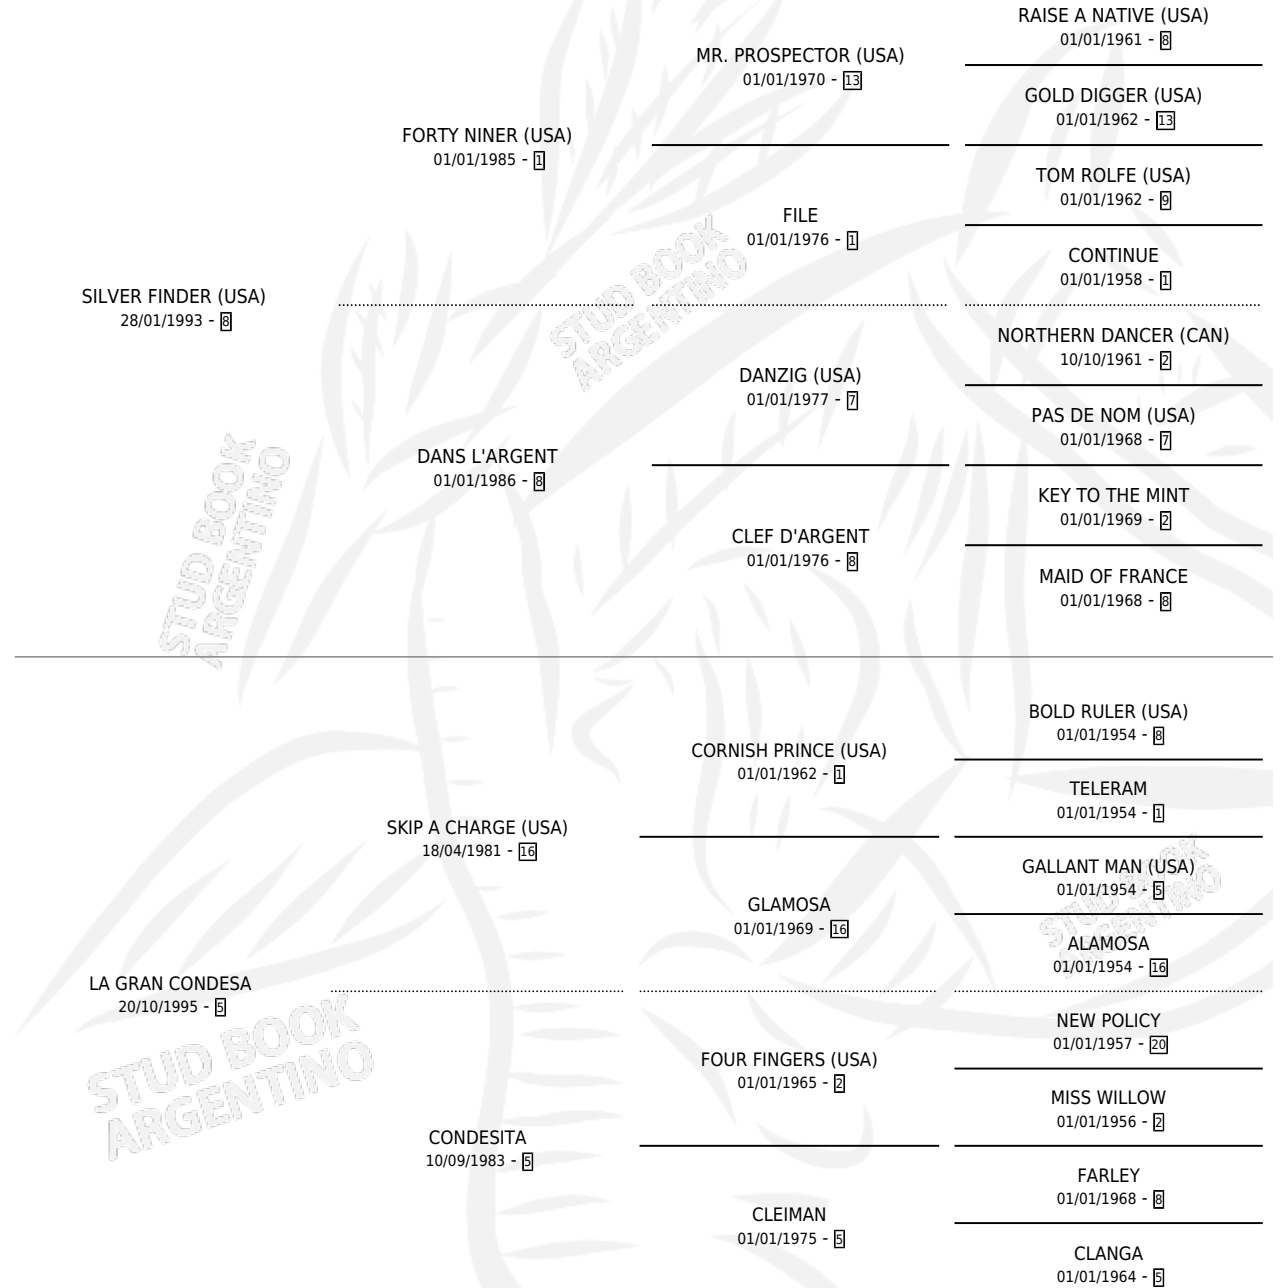 RAISE A NATIVE (USA)
01/01/1961 - 8
MR. PROSPECTOR (USA)
01/01/1970 - 13
GOLD DIGGER (USA)
01/01/1962 - 13
FORTY NINER (USA)
01/01/1985 - 1
TOM ROLFE (USA)
01/01/1962 - 9
FILE
01/01/1976 - 1
CONTINUE
01/01/1958 - 1
SILVER FINDER (USA)
28/01/1993 - 8
STUD BOOK
ARGENTINO
NORTHERN DANCER (CAN)
10/10/1961 - 2
DANZIG (USA)
01/01/1977 - 7
PAS DE NOM (USA)
01/01/1968 - 7
DANS L'ARGENT
01/01/1986 - 8
KEY TO THE MINT
01/01/1969 - 2
CLEF D'ARGENT
01/01/1976 - 8
MAID OF FRANCE
01/01/1968 - 8
STUD BOOK
ARGENTINO
BOLD RULER (USA)
01/01/1954 - 8
CORNISH PRINCE (USA)
01/01/1962 - 1
TELERAM
01/01/1954 - 1
SKIP A CHARGE (USA)
18/04/1981 - 16
GALLANT MAN (USA)
01/01/1954 - 5
GLAMOSA
01/01/1969 - 16
ALAMOSA
01/01/1954 - 16
STUD BOOK
ARGENTINO
LA GRAN CONDESA
20/10/1995 - 5
NEW POLICY
01/01/1957 - 20
FOUR FINGERS (USA)
01/01/1965 - 2
MISS WILLOW
01/01/1956 - 2
STUD BOOK
ARGENTINO
CONDESITA
10/09/1983 - 5
FARLEY
01/01/1968 - 8
CLEIMAN
01/01/1975 - 5
CLANGA
01/01/1964 - 5